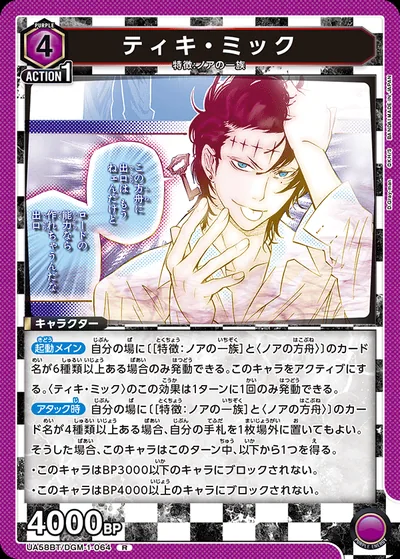 PURPLE
4
ACTION 1
ティキ・ミック
特徴:ノアの一族
この方舟に
出口はもう
ねェんだけど
ロードの
能力なら
作れちゃうんだな
出口
キャラクター
起動メイン 自分の場に〔[特徴:ノアの一族]と〈ノアの方舟〉〕のカード
名が6種類以上ある場合のみ発動できる。このキャラをアクティブにす
る。〈ティキ・ミック〉のこの効果は1ターンに1回のみ発動できる。
アタック時 自分の場に〔[特徴:ノアの一族]と〈ノアの方舟〉〕のカー
ド名が4種類以上ある場合、自分の手札を1枚場外に置いてもよい。
そうした場合、このキャラはこのターン中、以下から1つを得る。
・このキャラはBP3000以下のキャラにブロックされない。
・このキャラはBP4000以上のキャラにブロックされない。
4000BP
UA58BT/DGM-1-064 R